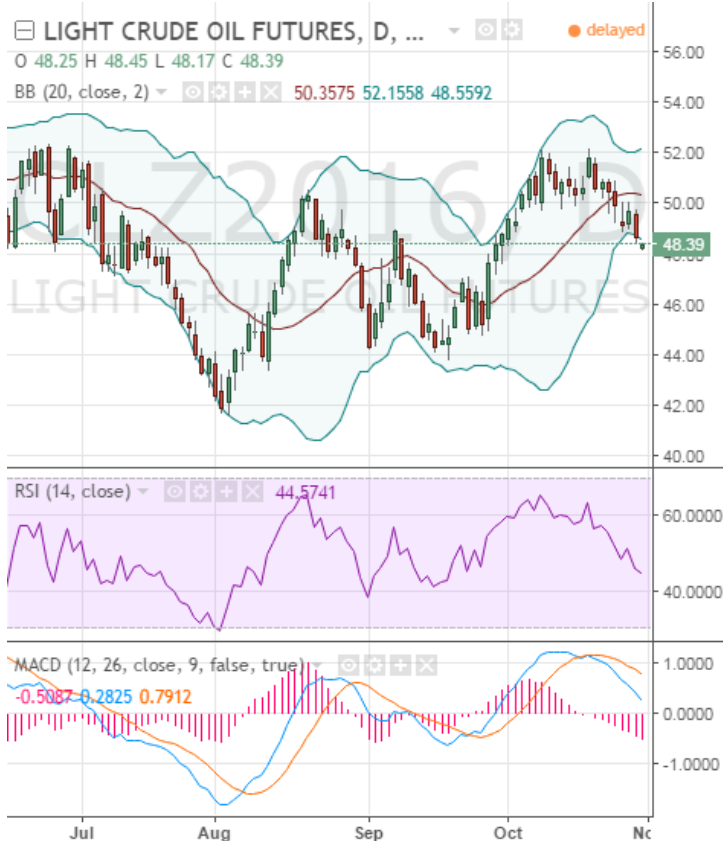 LIGHT CRUDE OIL FUTURES, D, ...
delayed
O 48.25 H 48.45 L 48.17 C 48.39
BB (20, close, 2) 50.3575 52.1558 48.5592
CLZ2016, D
LIGHT CRUDE OIL FUTURES
56.00
54.00
52.00
50.00
48.39
46.00
44.00
42.00
40.00
RSI (14, close) 44.5741
60.0000
40.0000
MACD (12, 26, close, 9, false, true)
-0.5087 0.2825 0.7912
1.0000
0.0000
-1.0000
Jul Aug Sep Oct